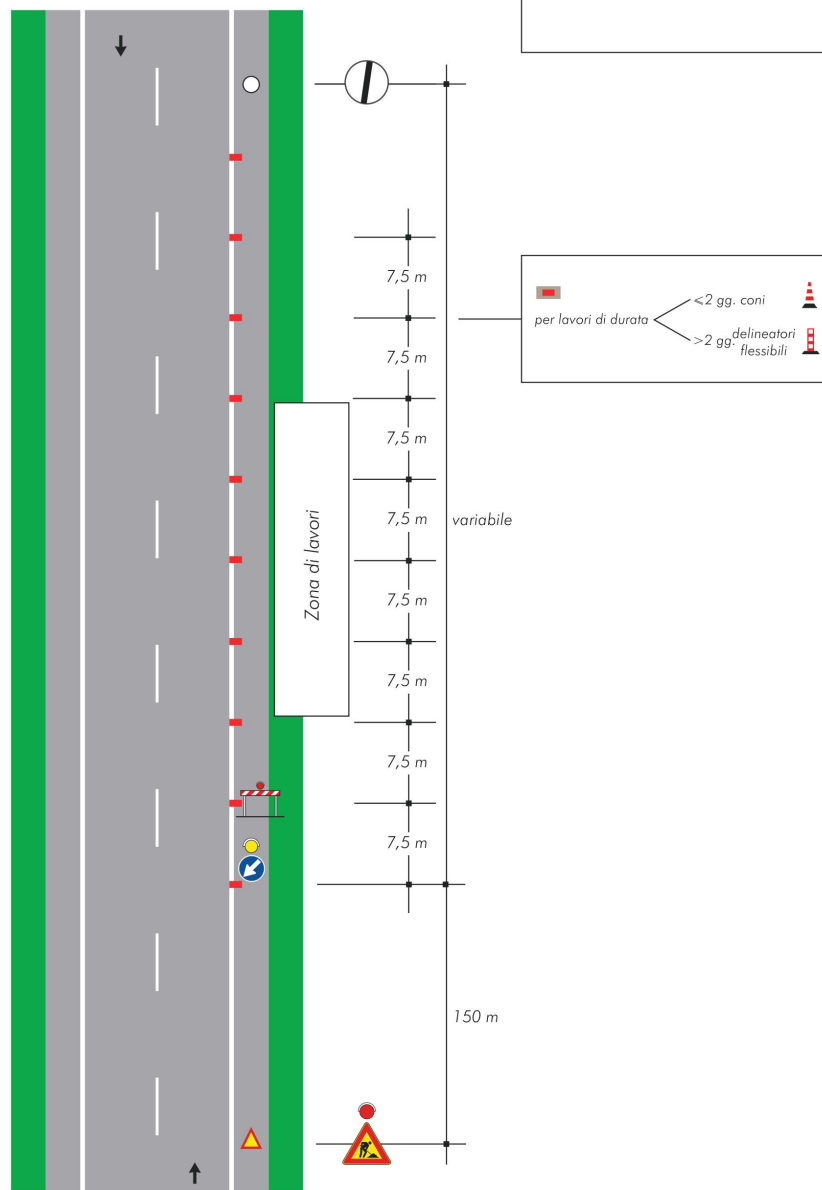 7,5 m
7,5 m
≤2 gg. coni
per lavori di durata
>2 gg. delineatori
flessibili
7,5 m
7,5 m
variabile
Zona di lavori
7,5 m
7,5 m
7,5 m
7,5 m
150 m